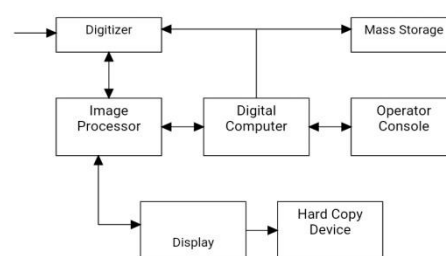 Digitizer
Mass Storage
Image
Processor
Digital
Computer
Operator
Console
Display
Hard Copy
Device